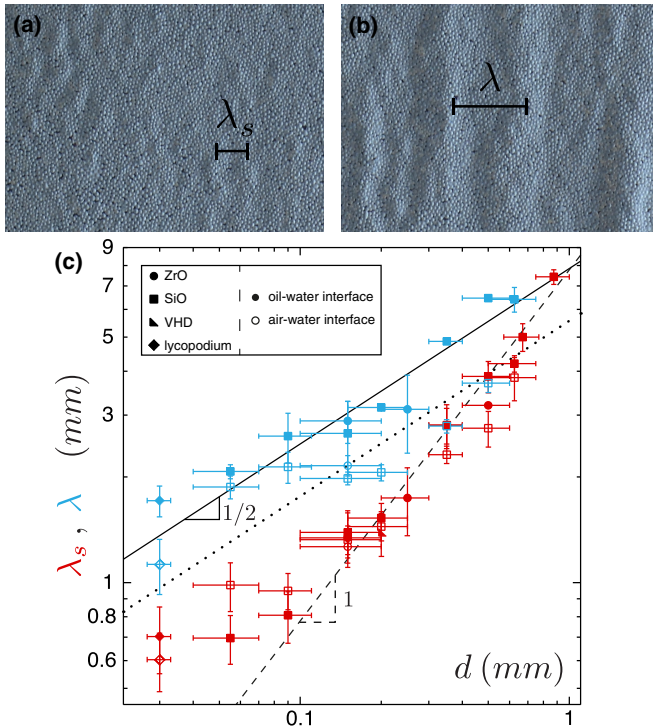 (a)
λs
(b)
λ
(c)
9
7
5
3
1
0.8
0.6
λs , λ (mm)
ZrO
SiO
VHD
lycopodium
oil-water interface
air-water interface
1/2
1
d (mm)
0.1
1